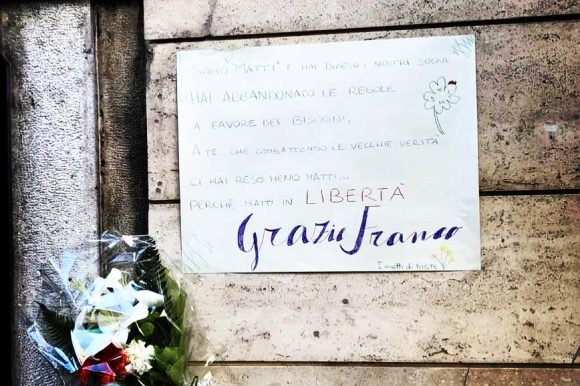 SIAMO "MATTI" E HAI DIFESO I NOSTRI SOGNI
HAI ABBANDONATO LE REGOLE
A FAVORE DEI BISOGNI,
A TE... CHE COMBATTENDO LE VECCHIE VERITÀ
CI HAI RESO MENO MATTI...
PERCHÉ MATTI IN LIBERTÀ
Grazie Franco
I matti di trieste